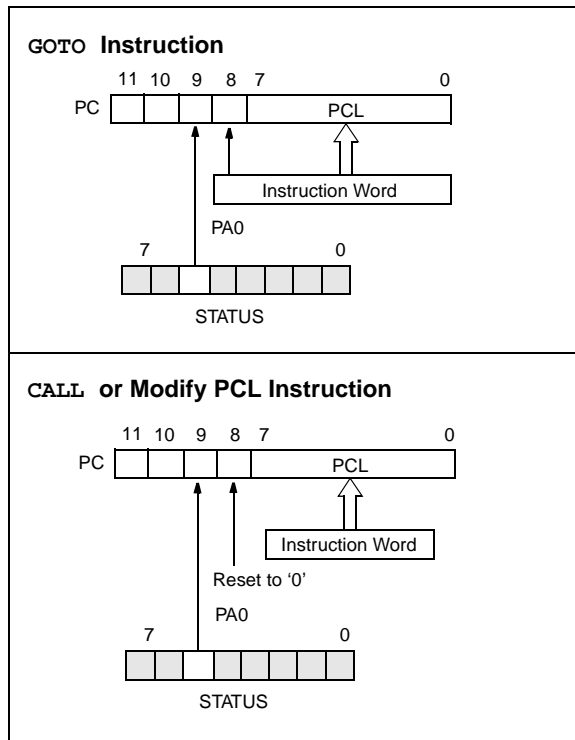 GOTO Instruction
11 10 9 8 7 0
PC PCL
Instruction Word
PA0
7 0
STATUS
CALL or Modify PCL Instruction
11 10 9 8 7 0
PC PCL
Instruction Word
Reset to ‘0’
PA0
7 0
STATUS